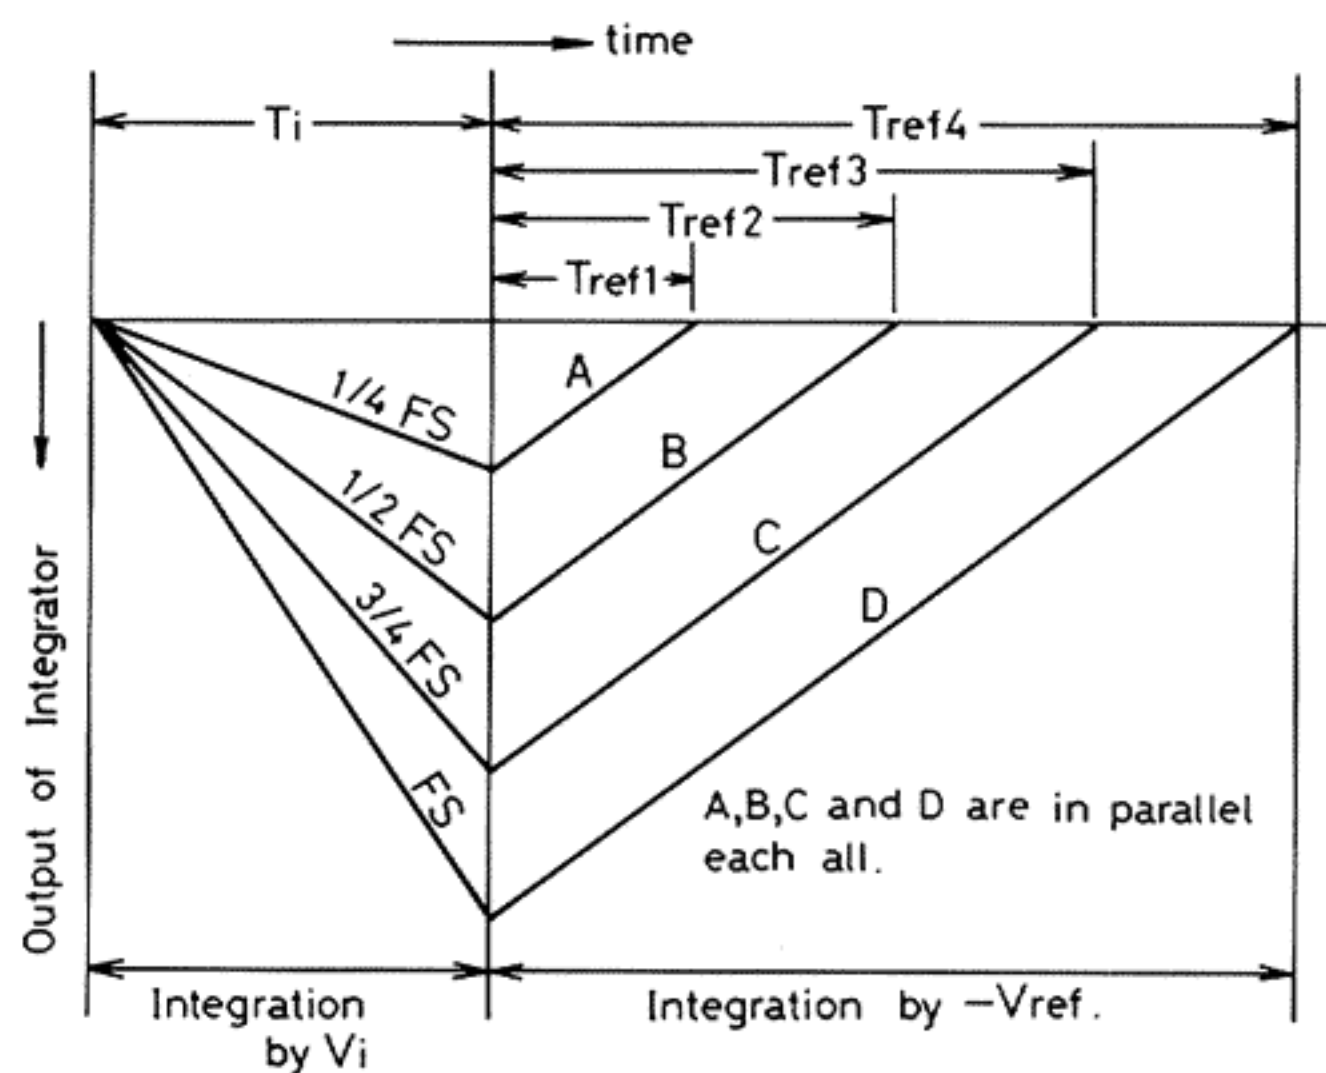 time
Ti
Tref4
Tref3
Tref2
Tref1
A
1/4 FS
B
1/2 FS
C
3/4 FS
D
FS
Output of Integrator
A,B,C and D are in parallel
each all.
Integration
by Vi
Integration by −Vref.